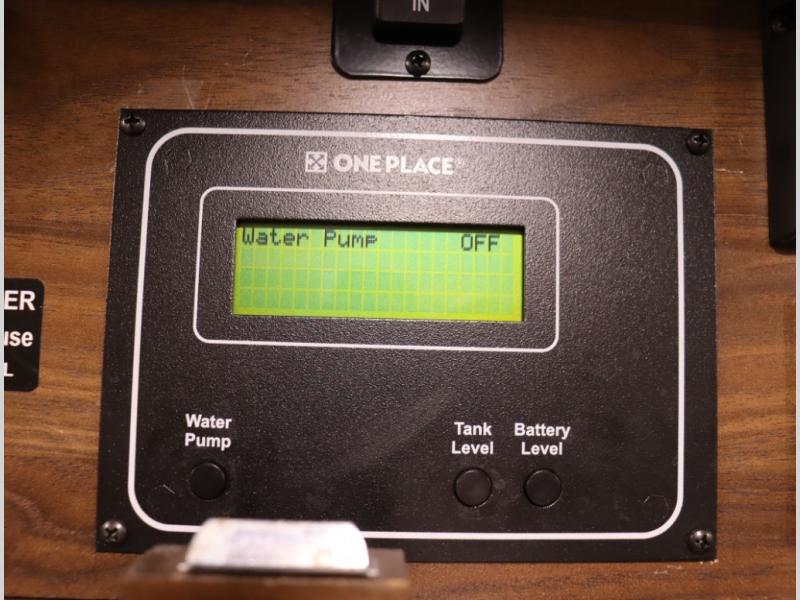 IN
ONE PLACE®
Water Pump OFF
ER
use
L
Water
Pump
Tank
Level
Battery
Level